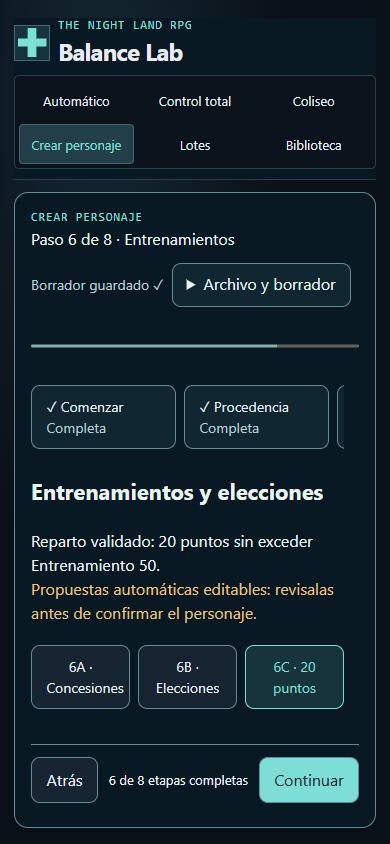 THE NIGHT LAND RPG
Balance Lab
Automático
Control total
Coliseo
Crear personaje
Lotes
Biblioteca
CREAR PERSONAJE
Paso 6 de 8 · Entrenamientos
Borrador guardado ✓
▶ Archivo y borrador
✓ Comenzar
Completa
✓ Procedencia
Completa
Entrenamientos y elecciones
Reparto validado: 20 puntos sin exceder
Entrenamiento 50.
Propuestas automáticas editables: revisalas
antes de confirmar el personaje.
6A ·
Concesiones
6B ·
Elecciones
6C · 20
puntos
Atrás
6 de 8 etapas completas
Continuar